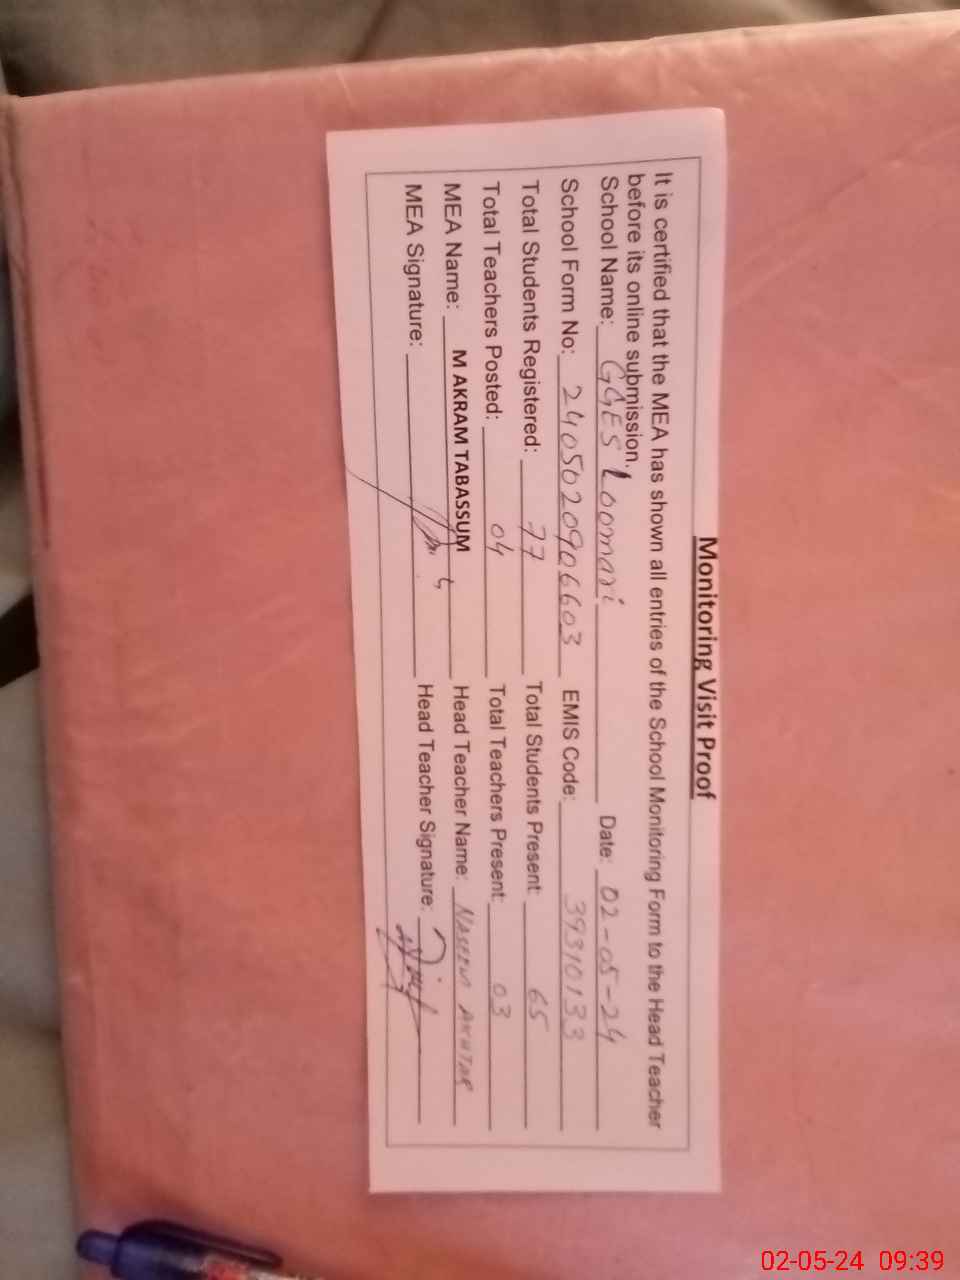 Monitoring Visit Proof
It is certified that the MEA has shown all entries of the School Monitoring Form to the Head Teacher
before its online submission.
School Name: GGES Loomari Date: 02-05-24
School Form No: 2405020906603 EMIS Code: 39310133
Total Students Registered: 77 Total Students Present: 65
Total Teachers Posted: 04 Total Teachers Present: 03
MEA Name: M AKRAM TABASSUM Head Teacher Name: NASEEM AKHTAR
MEA Signature: Head Teacher Signature:
02-05-24 09:39